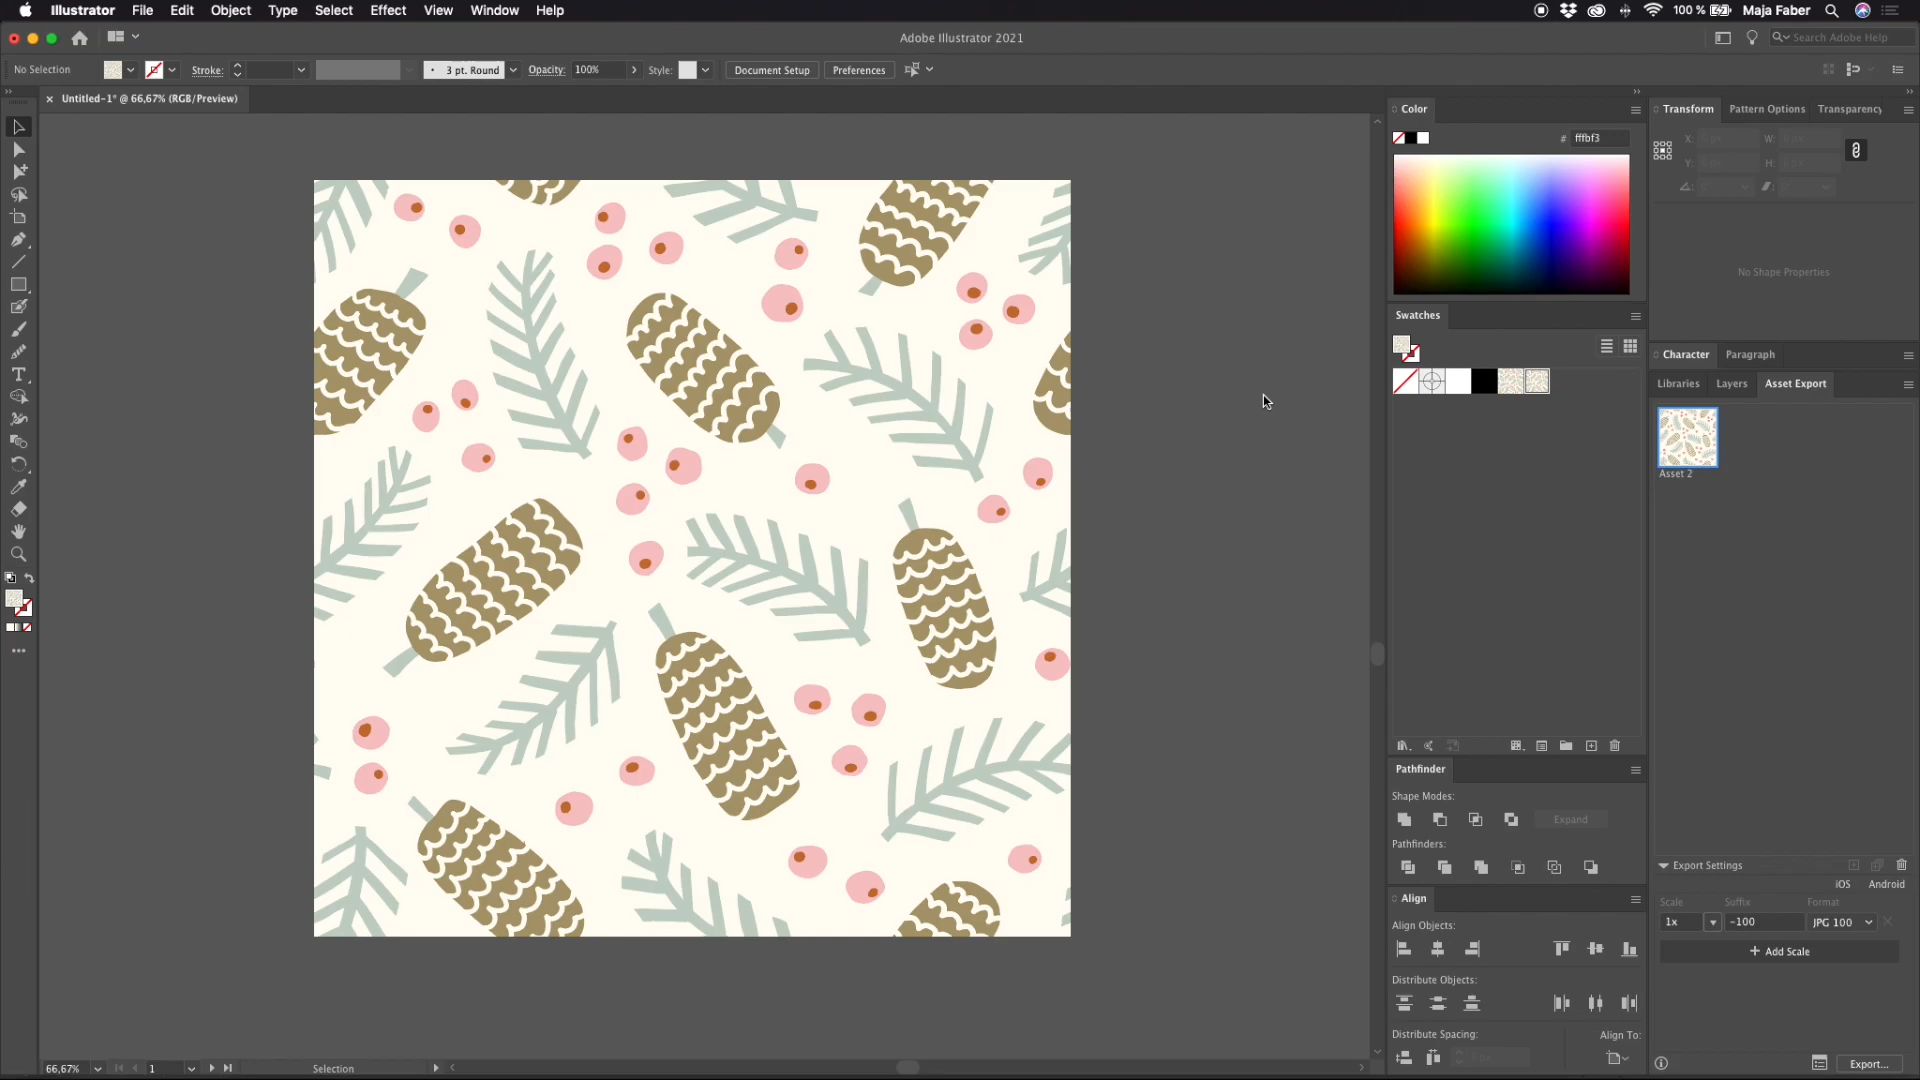 Illustrator File Edit Object Type Select Effect View Window Help 100 % Maja Faber
Adobe Illustrator 2021 Search Adobe Help
No Selection Stroke: 3 pt. Round Opacity: 100% Style: Document Setup Preferences
Untitled-1* @ 66,67% (RGB/Preview)
Color
# fffbf3
Swatches
Pathfinder
Shape Modes:
Expand
Pathfinders:
Align
Align Objects:
Distribute Objects:
Distribute Spacing: Align To:
Transform Pattern Options Transparency
X: W:
Y: H:
No Shape Properties
Character Paragraph
Libraries Layers Asset Export
Asset 2
Export Settings
iOS Android
Scale Suffix Format
1x -100 JPG 100
+ Add Scale
Export...
66,67% 1 Selection